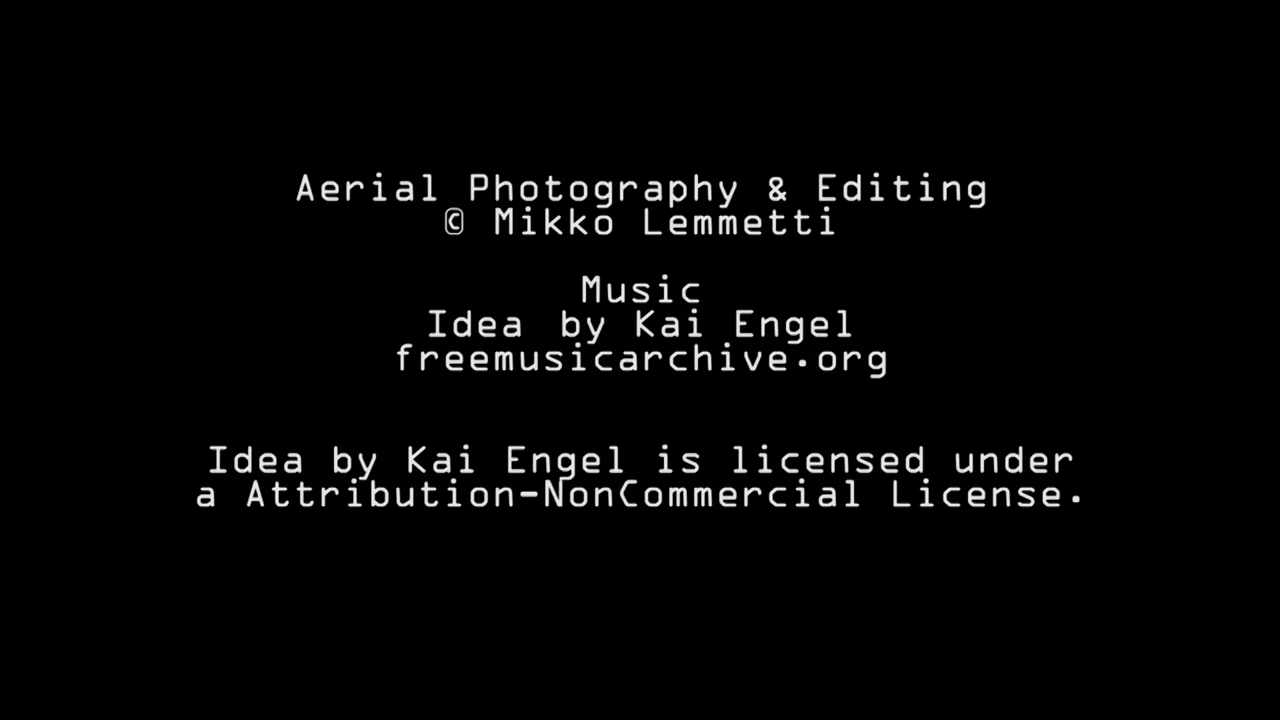 Aerial Photography & Editing
© Mikko Lemmetti
Music
Idea by Kai Engel
freemusicarchive.org
Idea by Kai Engel is licensed under
a Attribution-NonCommercial License.